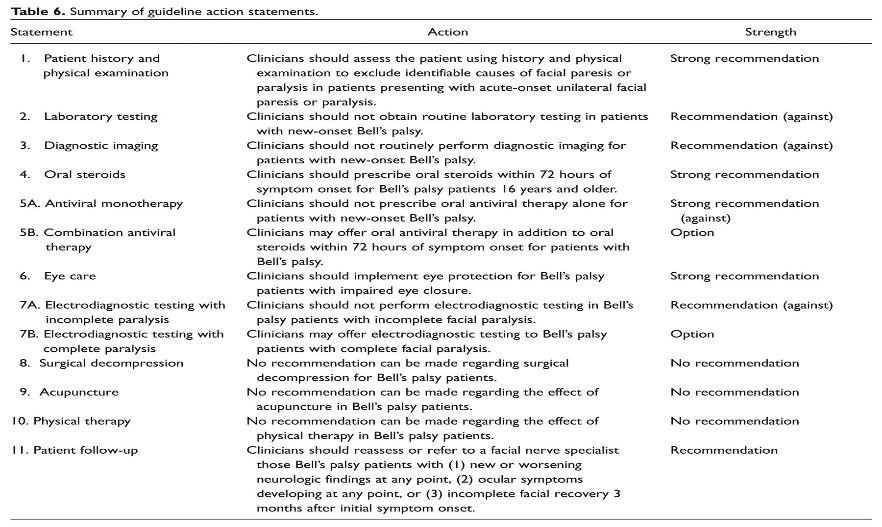 Table 6. Summary of guideline action statements.
Statement Action Strength
1. Patient history and Clinicians should assess the patient using history and physical Strong recommendation
physical examination examination to exclude identifiable causes of facial paresis or
paralysis in patients presenting with acute-onset unilateral facial
paresis or paralysis.
2. Laboratory testing Clinicians should not obtain routine laboratory testing in patients Recommendation (against)
with new-onset Bell's palsy.
3. Diagnostic imaging Clinicians should not routinely perform diagnostic imaging for Recommendation (against)
patients with new-onset Bell's palsy.
4. Oral steroids Clinicians should prescribe oral steroids within 72 hours of Strong recommendation
symptom onset for Bell's palsy patients 16 years and older.
5A. Antiviral monotherapy Clinicians should not prescribe oral antiviral therapy alone for Strong recommendation
patients with new-onset Bell's palsy. (against)
5B. Combination antiviral Clinicians may offer oral antiviral therapy in addition to oral Option
therapy steroids within 72 hours of symptom onset for patients with
Bell's palsy.
6. Eye care Clinicians should implement eye protection for Bell's palsy Strong recommendation
patients with impaired eye closure.
7A. Electrodiagnostic testing with Clinicians should not perform electrodiagnostic testing in Bell's Recommendation (against)
incomplete paralysis palsy patients with incomplete facial paralysis.
7B. Electrodiagnostic testing with Clinicians may offer electrodiagnostic testing to Bell's palsy Option
complete paralysis patients with complete facial paralysis.
8. Surgical decompression No recommendation can be made regarding surgical No recommendation
decompression for Bell's palsy patients.
9. Acupuncture No recommendation can be made regarding the effect of No recommendation
acupuncture in Bell's palsy patients.
10. Physical therapy No recommendation can be made regarding the effect of No recommendation
physical therapy in Bell's palsy patients.
11. Patient follow-up Clinicians should reassess or refer to a facial nerve specialist Recommendation
those Bell's palsy patients with (1) new or worsening
neurologic findings at any point, (2) ocular symptoms
developing at any point, or (3) incomplete facial recovery 3
months after initial symptom onset.